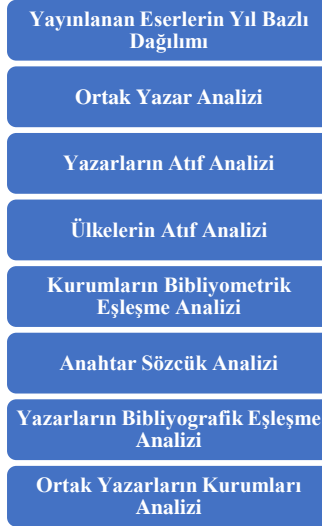 Yayınlanan Eserlerin Yıl Bazlı
Dağılımı
Ortak Yazar Analizi
Yazarların Atıf Analizi
Ülkelerin Atıf Analizi
Kurumların Bibliyometrik
Eşleşme Analizi
Anahtar Sözcük Analizi
Yazarların Bibliyografik Eşleşme
Analizi
Ortak Yazarların Kurumları
Analizi